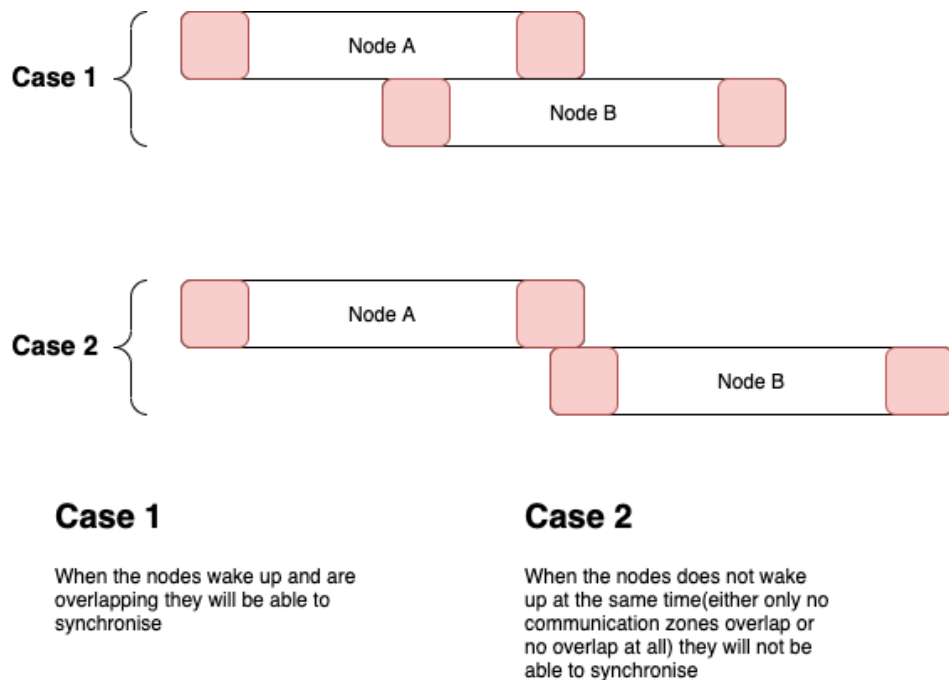 Case 1
Node A
Node B
Case 2
Node A
Node B
Case 1
When the nodes wake up and are
overlapping they will be able to
synchronise
Case 2
When the nodes does not wake
up at the same time(either only no
communication zones overlap or
no overlap at all) they will not be
able to synchronise